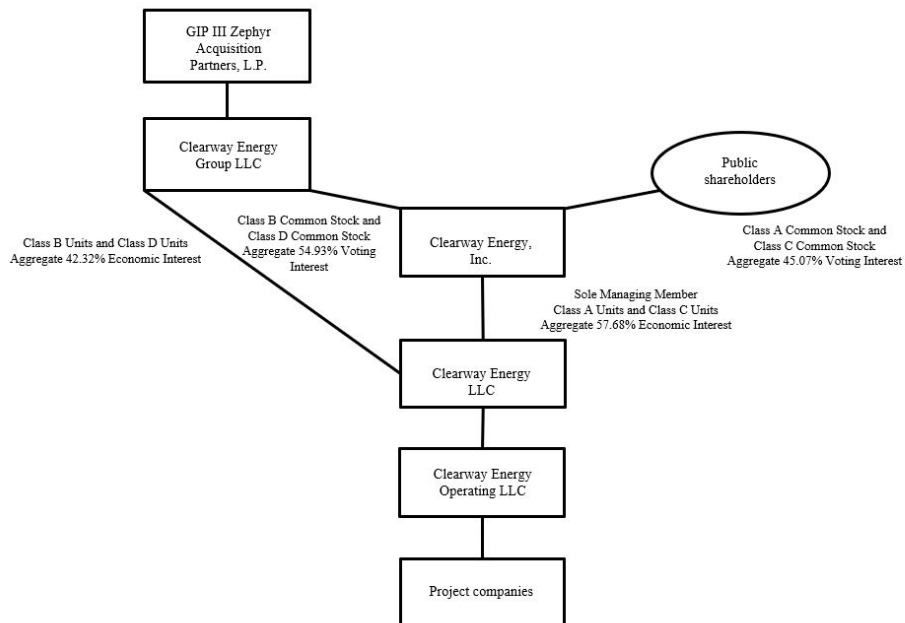 GIP III Zephyr
Acquisition
Partners, L.P.
Clearway Energy
Group LLC
Public
shareholders
Class B Units and Class D Units
Aggregate 42.32% Economic Interest
Class B Common Stock and
Class D Common Stock
Aggregate 54.93% Voting
Interest
Clearway Energy,
Inc.
Class A Common Stock and
Class C Common Stock
Aggregate 45.07% Voting Interest
Sole Managing Member
Class A Units and Class C Units
Aggregate 57.68% Economic Interest
Clearway Energy
LLC
Clearway Energy
Operating LLC
Project companies